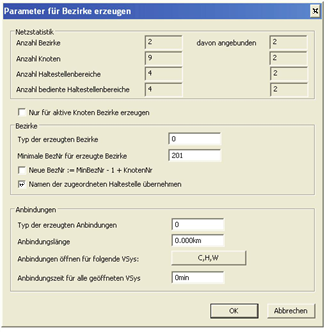 Parameter für Bezirke erzeugen
Netzstatistik
Anzahl Bezirke 2 davon angebunden 2
Anzahl Knoten 9 2
Anzahl Haltestellenbereiche 4 2
Anzahl bediente Haltestellenbereiche 4 2
Nur für aktive Knoten Bezirke erzeugen
Bezirke
Typ der erzeugten Bezirke 0
Minimale BezNr für erzeugte Bezirke 201
Neue BezNr := MinBezNr - 1 + KnotenNr
Namen der zugeordneten Haltestelle übernehmen
Anbindungen
Typ der erzeugten Anbindungen 0
Anbindungslänge 0.000km
Anbindungen öffnen für folgende VSys: C,H,W
Anbindungszeit für alle geöffneten VSys 0min
OK Abbrechen